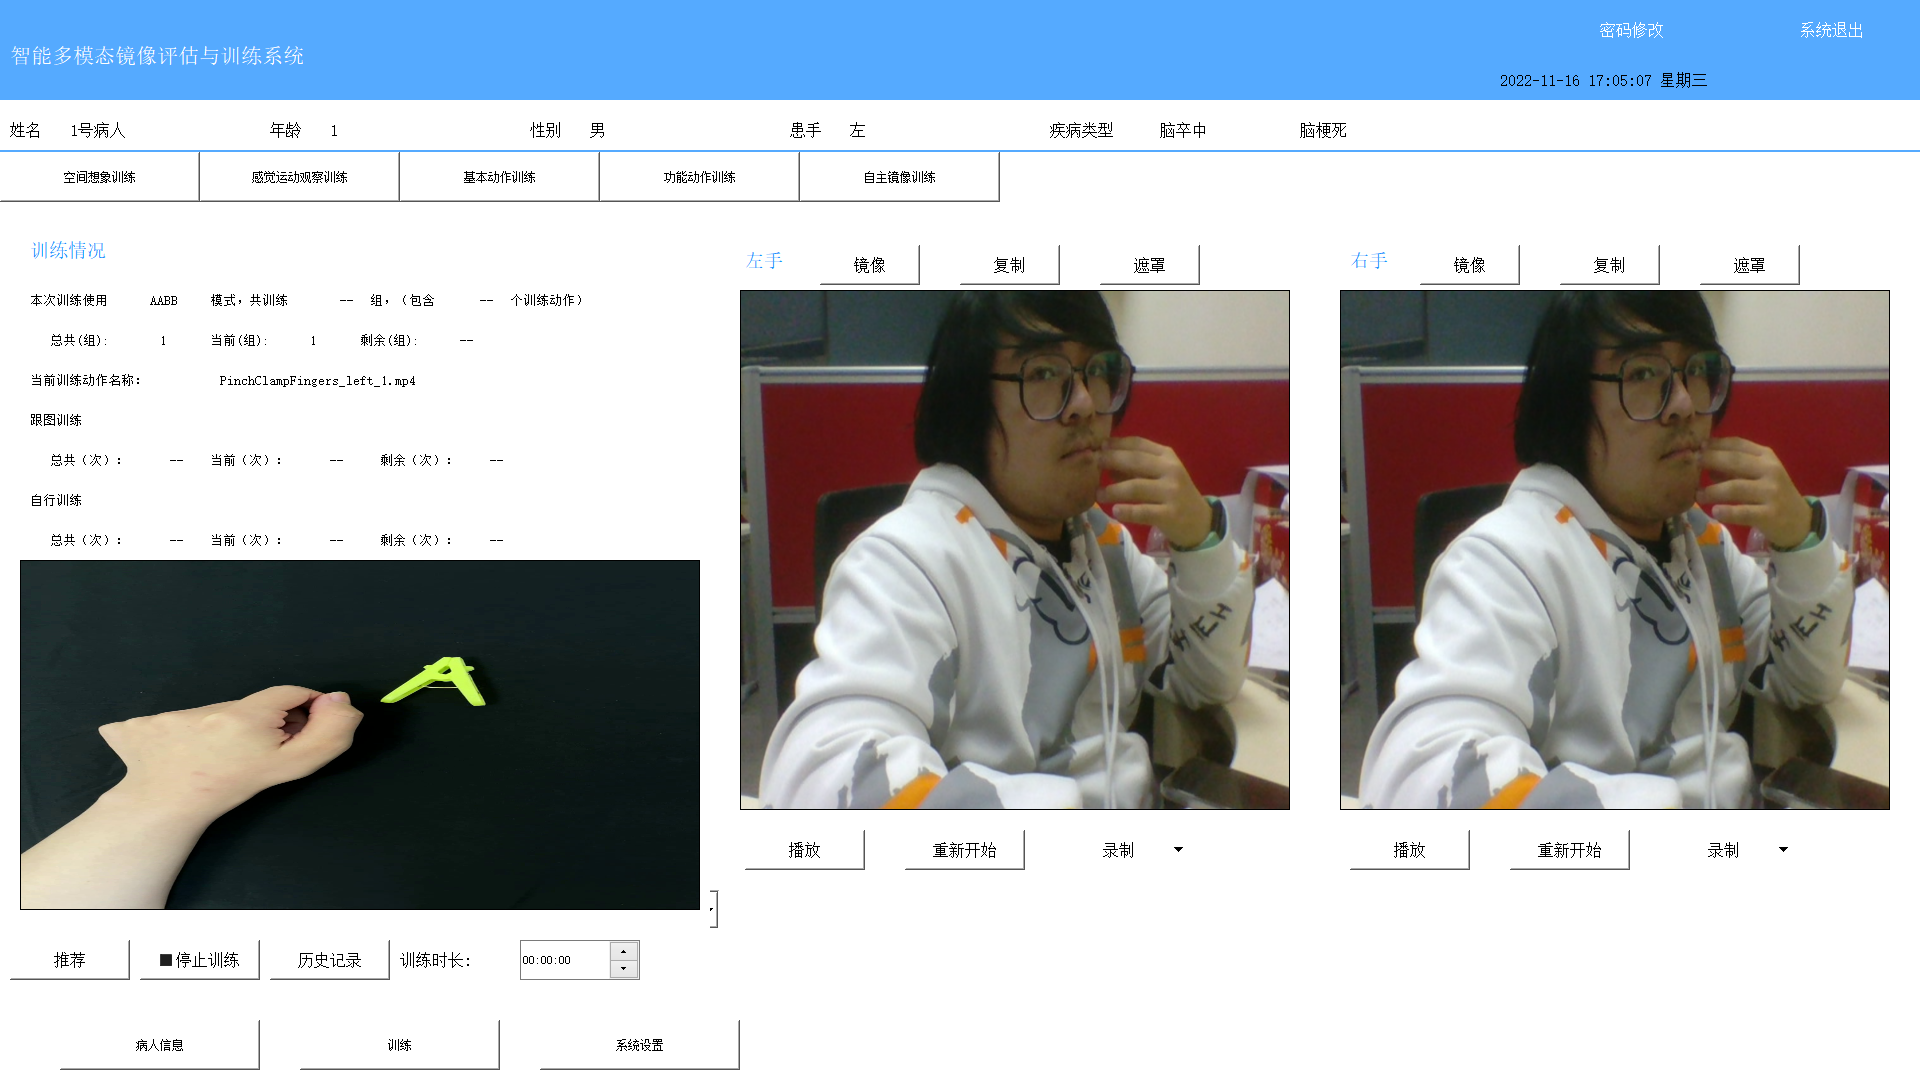 密码修改 系统退出
智能多模态镜像评估与训练系统
2022-11-16 17:05:07 星期三
姓名 1号病人 年龄 1 性别 男 患手 左 疾病类型 脑卒中 脑梗死
空间想象训练 感觉运动观察训练 基本动作训练 功能动作训练 自主镜像训练
训练情况
左手 镜像 复制 遮罩 右手 镜像 复制 遮罩
本次训练使用 AABB 模式，共训练 -- 组，（包含 -- 个训练动作）
总共(组): 1 当前(组): 1 剩余(组): --
当前训练动作名称: PinchClampFingers_left_1.mp4
跟图训练
总共（次）: -- 当前（次）: -- 剩余（次）: --
自行训练
总共（次）: -- 当前（次）: -- 剩余（次）: --
播放 重新开始 录制 播放 重新开始 录制
推荐 ■停止训练 历史记录 训练时长: 00:00:00
病人信息 训练 系统设置